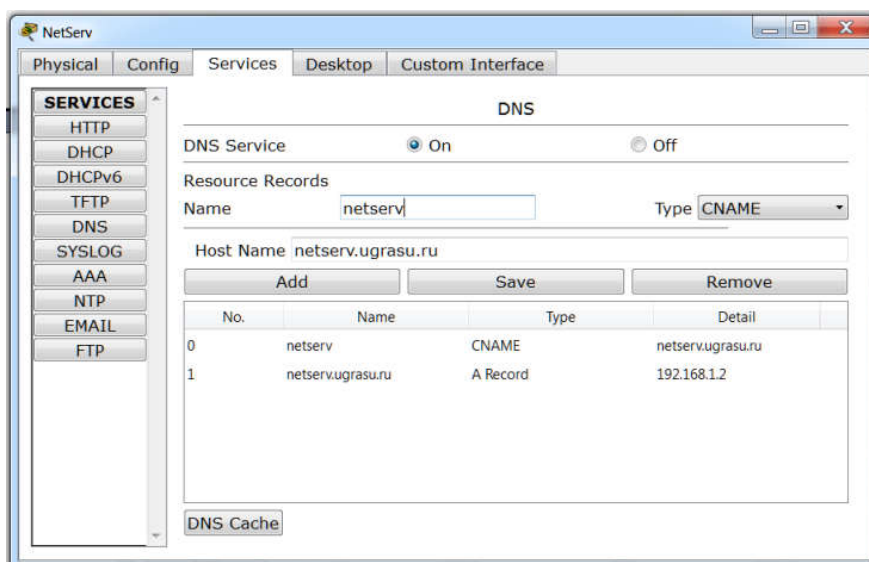 NetServ
Physical Config Services Desktop Custom Interface
SERVICES
HTTP
DHCP
DHCPv6
TFTP
DNS
SYSLOG
AAA
NTP
EMAIL
FTP
DNS
DNS Service On Off
Resource Records
Name netserv Type CNAME
Host Name netserv.ugrasu.ru
Add Save Remove
No. Name Type Detail
0 netserv CNAME netserv.ugrasu.ru
1 netserv.ugrasu.ru A Record 192.168.1.2
DNS Cache